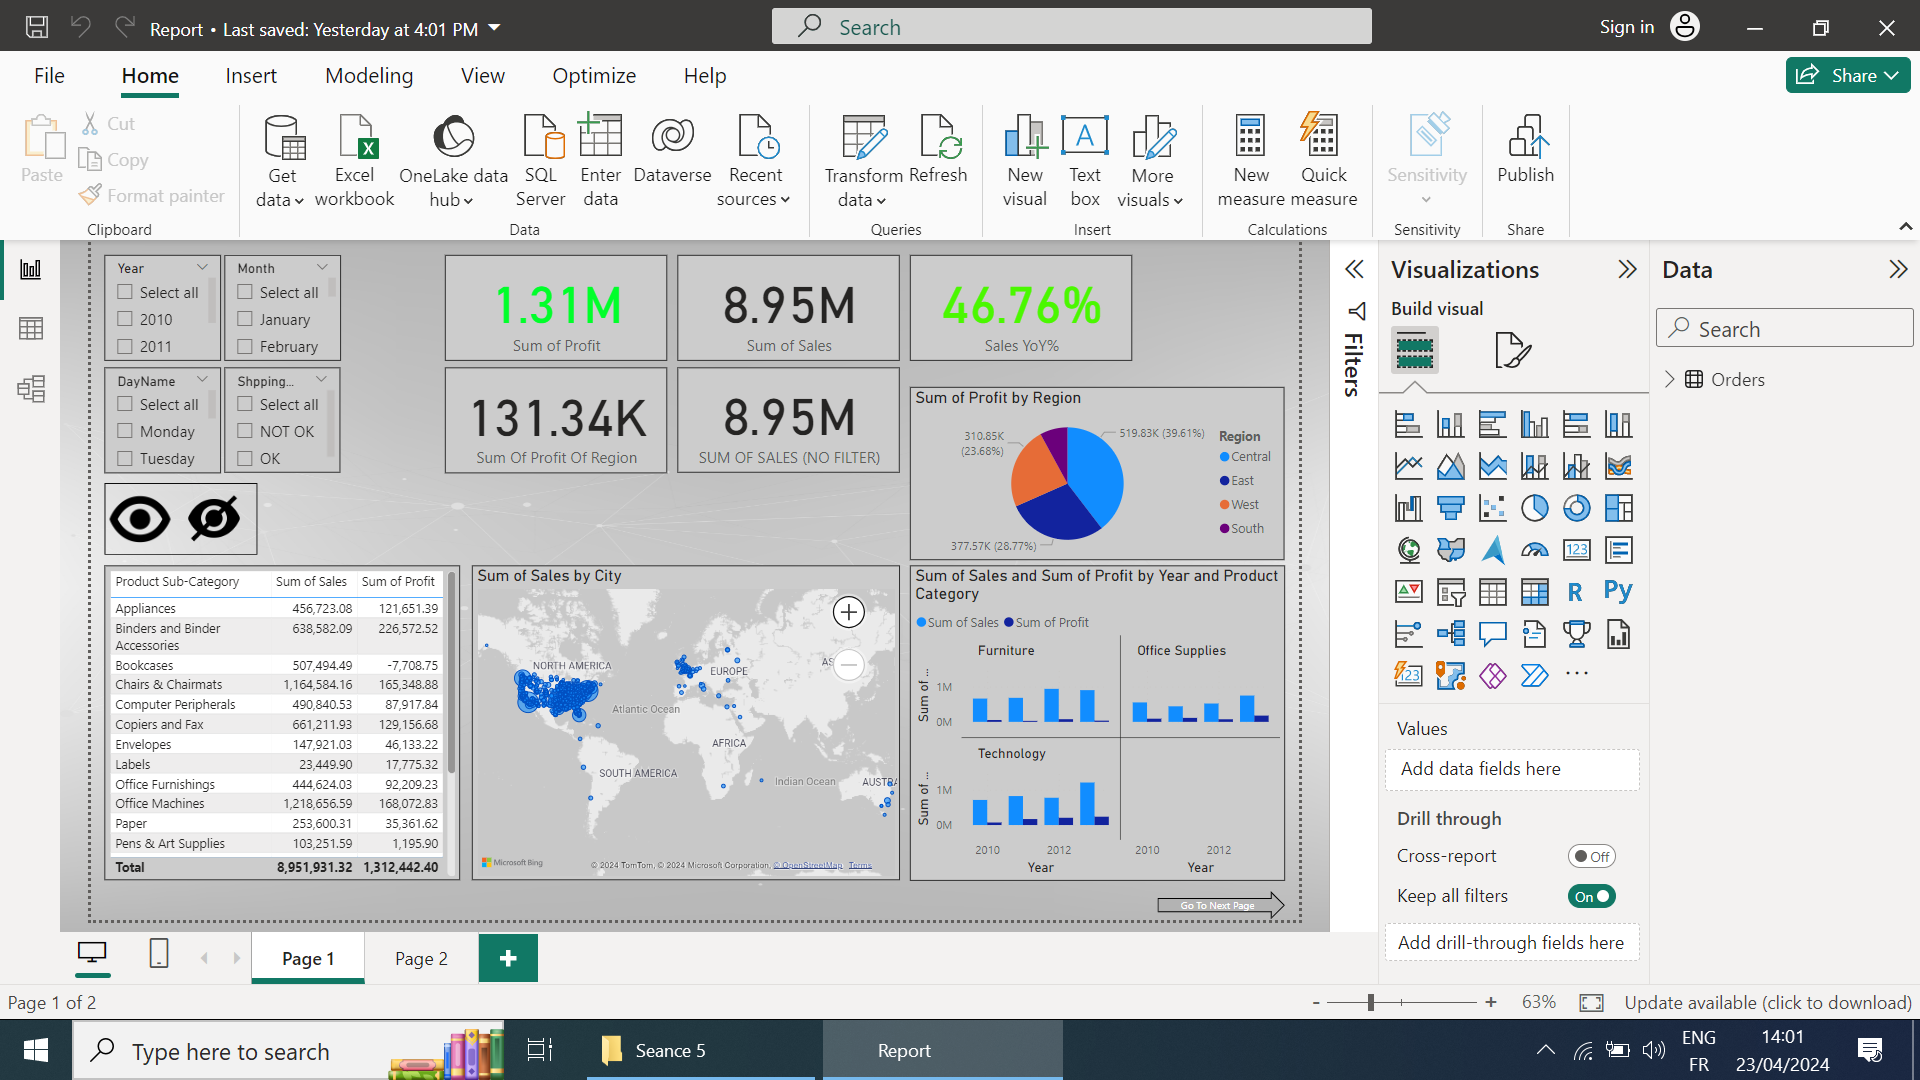 Report • Last saved: Yesterday at 4:01 PM
Search
Sign in
File Home Insert Modeling View Optimize Help
Share
Paste
Cut
Copy
Format painter
Clipboard
Get data
Excel workbook
OneLake data hub
SQL Server
Enter data
Dataverse
Recent sources
Data
Transform data
Refresh
Queries
New visual
Text box
More visuals
Insert
New measure
Quick measure
Calculations
Sensitivity
Sensitivity
Publish
Share
Year
Select all
2010
2011
Month
Select all
January
February
DayName
Select all
Monday
Tuesday
Shpping...
Select all
NOT OK
OK
1.31M
Sum of Profit
8.95M
Sum of Sales
46.76%
Sales YoY%
131.34K
Sum Of Profit Of Region
8.95M
SUM OF SALES (NO FILTER)
Sum of Profit by Region
519.83K (39.61%)
310.85K
(23.68%)
377.57K (28.77%)
Region
Central
East
West
South
Product Sub-Category Sum of Sales Sum of Profit
Appliances 456,723.08 121,651.39
Binders and Binder Accessories 638,582.09 226,572.52
Bookcases 507,494.49 -7,708.75
Chairs & Chairmats 1,164,584.16 165,348.88
Computer Peripherals 490,840.53 87,917.84
Copiers and Fax 661,211.93 129,156.68
Envelopes 147,921.03 46,133.22
Labels 23,449.90 17,775.32
Office Furnishings 444,624.03 92,209.23
Office Machines 1,218,656.59 168,072.83
Paper 253,600.31 35,361.62
Pens & Art Supplies 103,251.59 1,195.90
Total 8,951,931.32 1,312,442.40
Sum of Sales by City
NORTH AMERICA
EUROPE
AS
Atlantic Ocean
AFRICA
SOUTH AMERICA
Indian Ocean
AUSTRA
Microsoft Bing
© 2024 TomTom, © 2024 Microsoft Corporation, © OpenStreetMap Terms
Sum of Sales and Sum of Profit by Year and Product
Category
Sum of Sales Sum of Profit
Furniture
Office Supplies
Sum of ...
1M
0M
Technology
Sum of ...
1M
0M
2010 2012 2010 2012
Year Year
Go To Next Page
Filters
Visualizations
Build visual
123
R
Py
123
Values
Add data fields here
Drill through
Cross-report
Off
Keep all filters
On
Add drill-through fields here
Data
Search
Orders
Page 1
Page 2
Page 1 of 2
63%
Update available (click to download)
Type here to search
Seance 5
Report
ENG
FR
14:01
23/04/2024